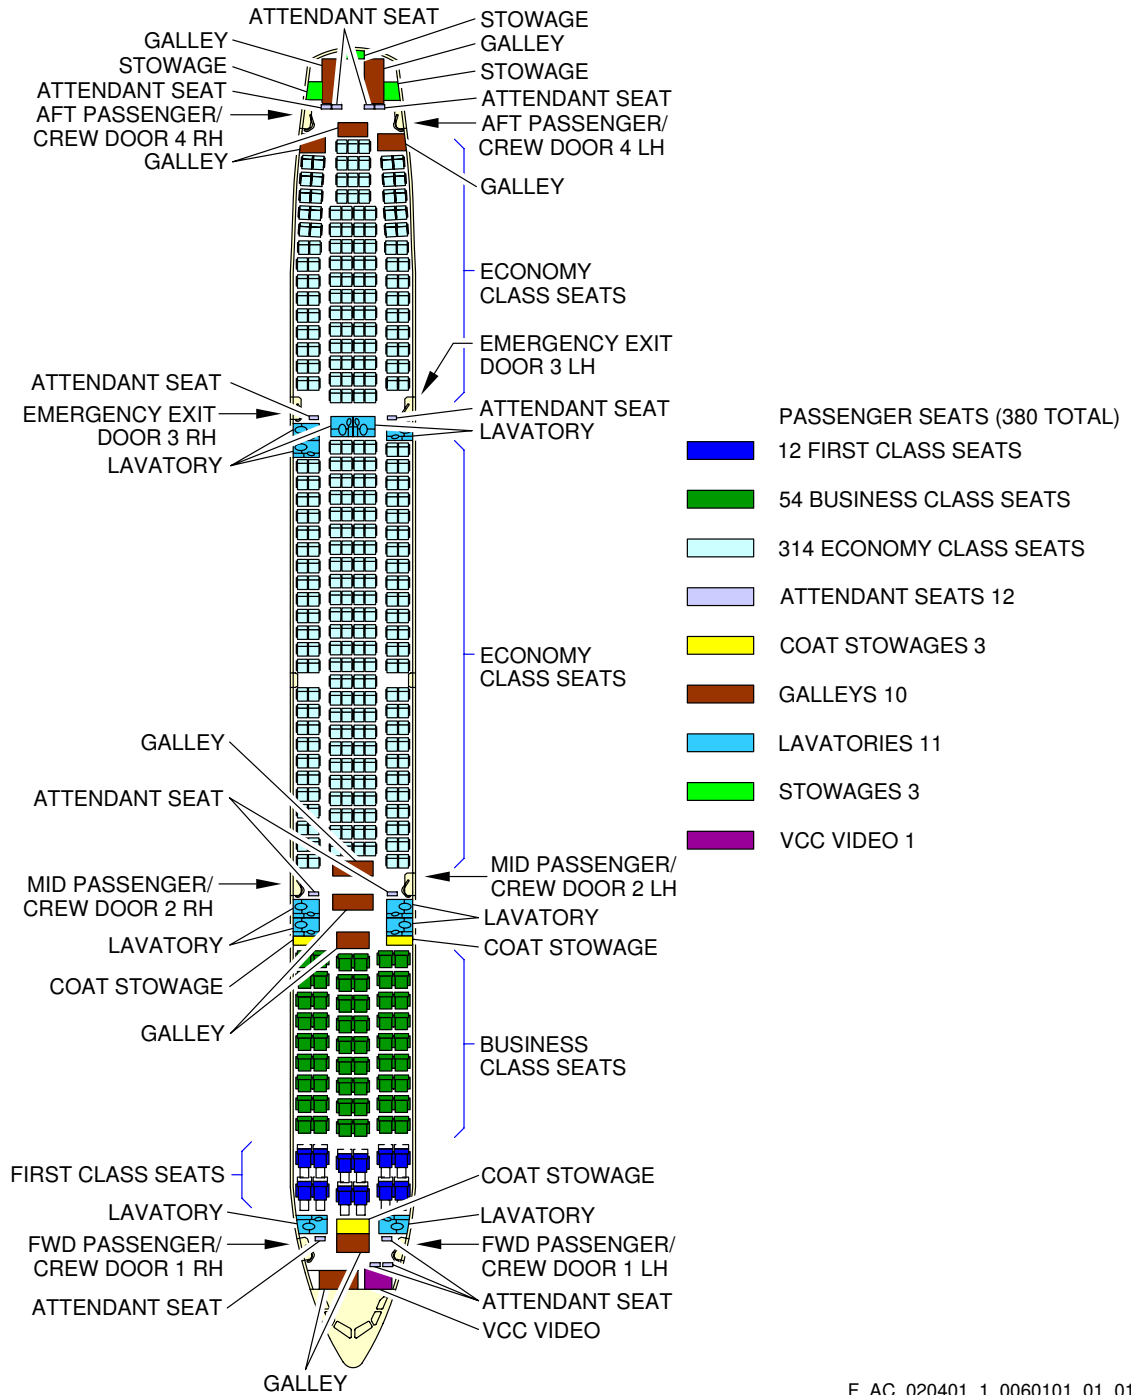 ATTENDANT SEAT
STOWAGE
GALLEY
GALLEY
STOWAGE
STOWAGE
ATTENDANT SEAT
ATTENDANT SEAT
AFT PASSENGER/
CREW DOOR 4 RH
AFT PASSENGER/
CREW DOOR 4 LH
GALLEY
GALLEY
ECONOMY
CLASS SEATS
EMERGENCY EXIT
DOOR 3 LH
ATTENDANT SEAT
ATTENDANT SEAT
EMERGENCY EXIT
DOOR 3 RH
LAVATORY
LAVATORY
PASSENGER SEATS (380 TOTAL)
12 FIRST CLASS SEATS
54 BUSINESS CLASS SEATS
314 ECONOMY CLASS SEATS
ATTENDANT SEATS 12
COAT STOWAGES 3
GALLEYS 10
LAVATORIES 11
STOWAGES 3
VCC VIDEO 1
ECONOMY
CLASS SEATS
GALLEY
ATTENDANT SEAT
MID PASSENGER/
CREW DOOR 2 RH
MID PASSENGER/
CREW DOOR 2 LH
LAVATORY
LAVATORY
COAT STOWAGE
COAT STOWAGE
GALLEY
BUSINESS
CLASS SEATS
FIRST CLASS SEATS
COAT STOWAGE
LAVATORY
LAVATORY
FWD PASSENGER/
CREW DOOR 1 RH
FWD PASSENGER/
CREW DOOR 1 LH
ATTENDANT SEAT
ATTENDANT SEAT
VCC VIDEO
GALLEY
F_AC_020401_1_0060101_01_01